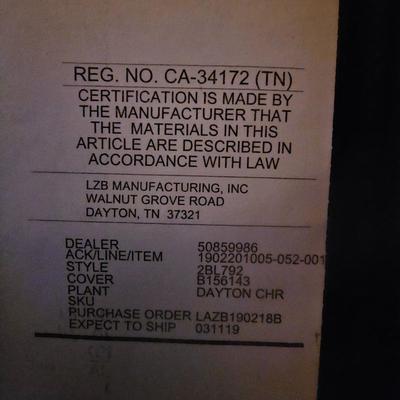 REG. NO. CA-34172 (TN)
CERTIFICATION IS MADE BY
THE MANUFACTURER THAT
THE MATERIALS IN THIS
ARTICLE ARE DESCRIBED IN
ACCORDANCE WITH LAW
LZB MANUFACTURING, INC
WALNUT GROVE ROAD
DAYTON, TN 37321
DEALER 50859986
ACK/LINE/ITEM 1902201005-052-001
STYLE 2BL792
COVER B156143
PLANT DAYTON CHR
SKU
PURCHASE ORDER LAZB190218B
EXPECT TO SHIP 031119